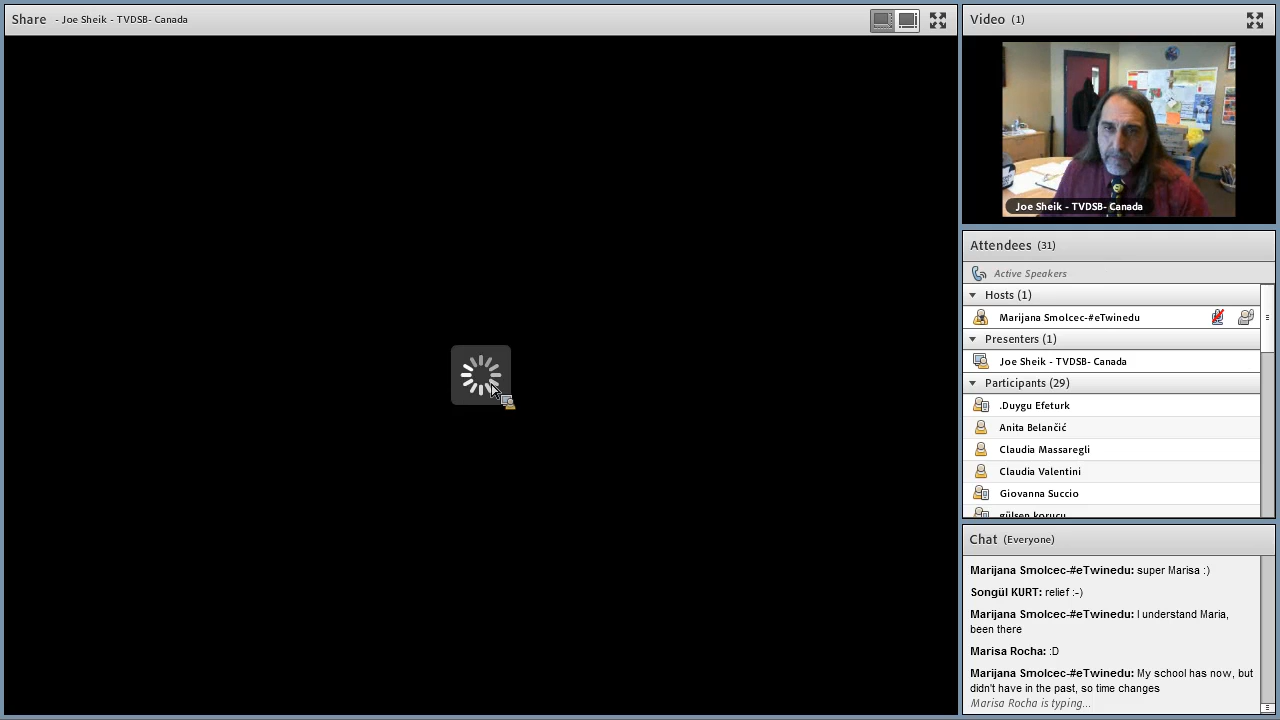 Share - Joe Sheik - TVDSB- Canada
Video (1)
Joe Sheik - TVDSB- Canada
Attendees (31)
Active Speakers
Hosts (1)
Marijana Smolcec-#eTwinedu
Presenters (1)
Joe Sheik - TVDSB- Canada
Participants (29)
.Duygu Efeturk
Anita Belančić
Claudia Massaregli
Claudia Valentini
Giovanna Succio
gülsen korucu
Chat (Everyone)
Marijana Smolcec-#eTwinedu: super Marisa :)
Songül KURT: relief :-)
Marijana Smolcec-#eTwinedu: I understand Maria,
been there
Marisa Rocha: :D
Marijana Smolcec-#eTwinedu: My school has now, but
didn't have in the past, so time changes
Marisa Rocha is typing...